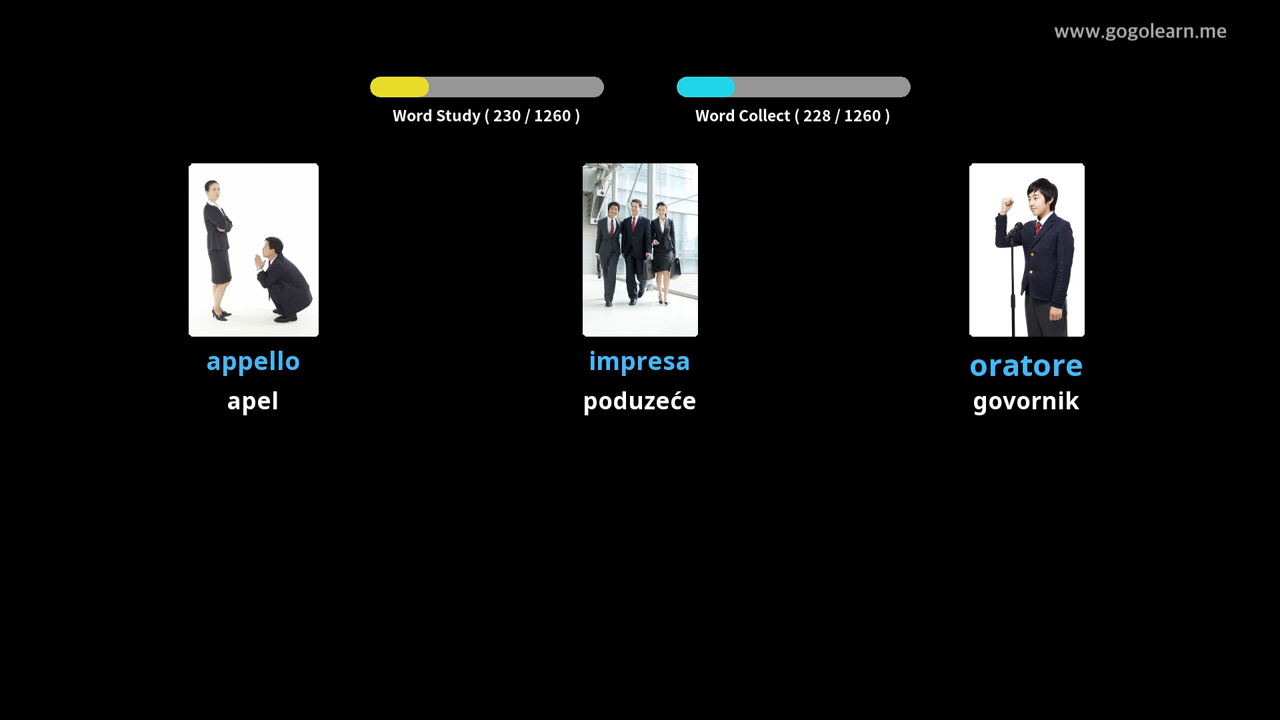 www.gogolearn.me
Word Study ( 230 / 1260 )
Word Collect ( 228 / 1260 )
appello
impresa
oratore
apel
poduzeće
govornik